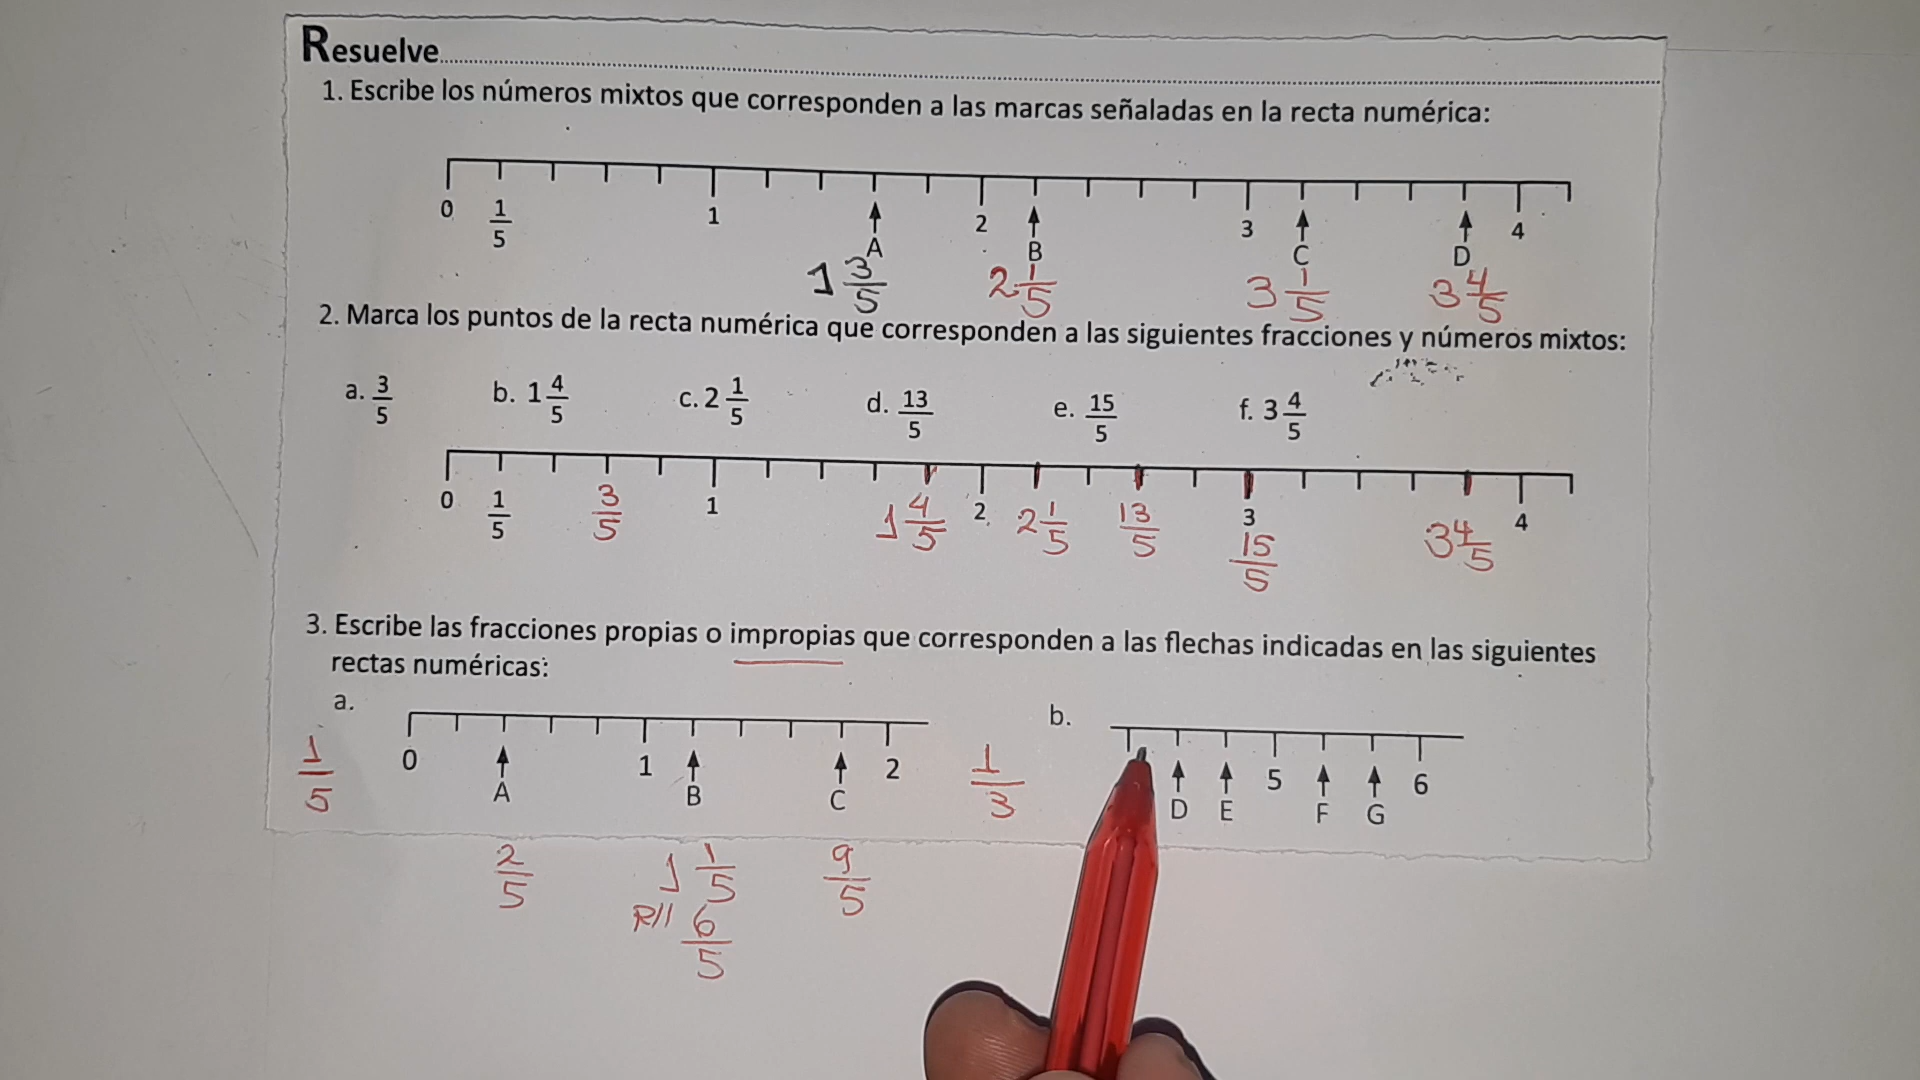 Resuelve
1. Escribe los números mixtos que corresponden a las marcas señaladas en la recta numérica:
0 1/5 1 2 3 4
A B C D
1 3/5 2 1/5 3 1/5 3 4/5
2. Marca los puntos de la recta numérica que corresponden a las siguientes fracciones y números mixtos:
a. 3/5 b. 1 4/5 c. 2 1/5 d. 13/5 e. 15/5 f. 3 4/5
0 1/5 3/5 1 1 4/5 2 2 1/5 13/5 3 15/5 3 4/5 4
3. Escribe las fracciones propias o impropias que corresponden a las flechas indicadas en las siguientes
rectas numéricas:
a.
1/5
0 1 2
A B C
2/5 1 1/5 9/5
R// 6/5
b.
1/3
5 6
D E F G